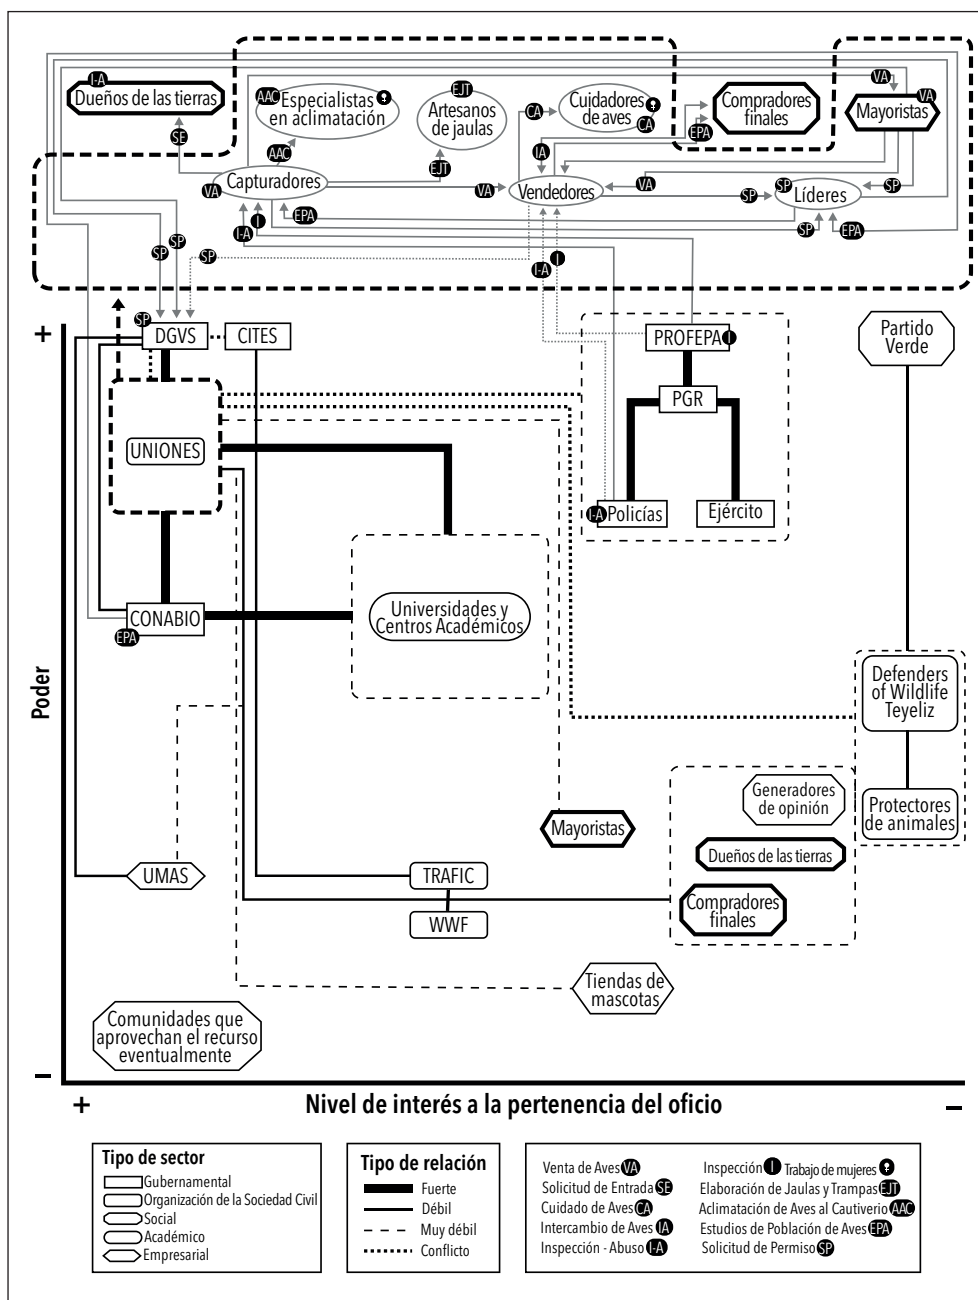 I-A
Dueños de las tierras
SE
AAC
Especialistas
en aclimatación
AAC
EJT
Artesanos
de jaulas
EJT
CA
Cuidadores
de aves
CA
IA
EPA
Compradores
finales
VA
VA
Mayoristas
VA
Capturadores
VA
Vendedores
VA
SP
SP
Líderes
SP
SP
EPA
I-A
I
EPA
SP
SP
SP
I-A
I
+
SP
DGVS
CITES
PROFEPA
I
Partido
Verde
PGR
UNIONES
I-A
Policías
Ejército
CONABIO
EPA
Universidades y
Centros Académicos
Poder
Defenders
of Wildlife
Teyeliz
Generadores
de opinión
Protectores
de animales
Mayoristas
Dueños de las tierras
UMAS
TRAFIC
WWF
Compradores
finales
Tiendas de
mascotas
Comunidades que
aprovechan el recurso
eventualmente
–
+
Nivel de interés a la pertenencia del oficio
–
Tipo de sector
Gubernamental
Organización de la Sociedad Civil
Social
Académico
Empresarial
Tipo de relación
Fuerte
Débil
Muy débil
Conflicto
Venta de Aves VA
Solicitud de Entrada SE
Cuidado de Aves CA
Intercambio de Aves IA
Inspección - Abuso I-A
Inspección I Trabajo de mujeres
Elaboración de Jaulas y Trampas EJT
Aclimatación de Aves al Cautiverio AAC
Estudios de Población de Aves EPA
Solicitud de Permiso SP